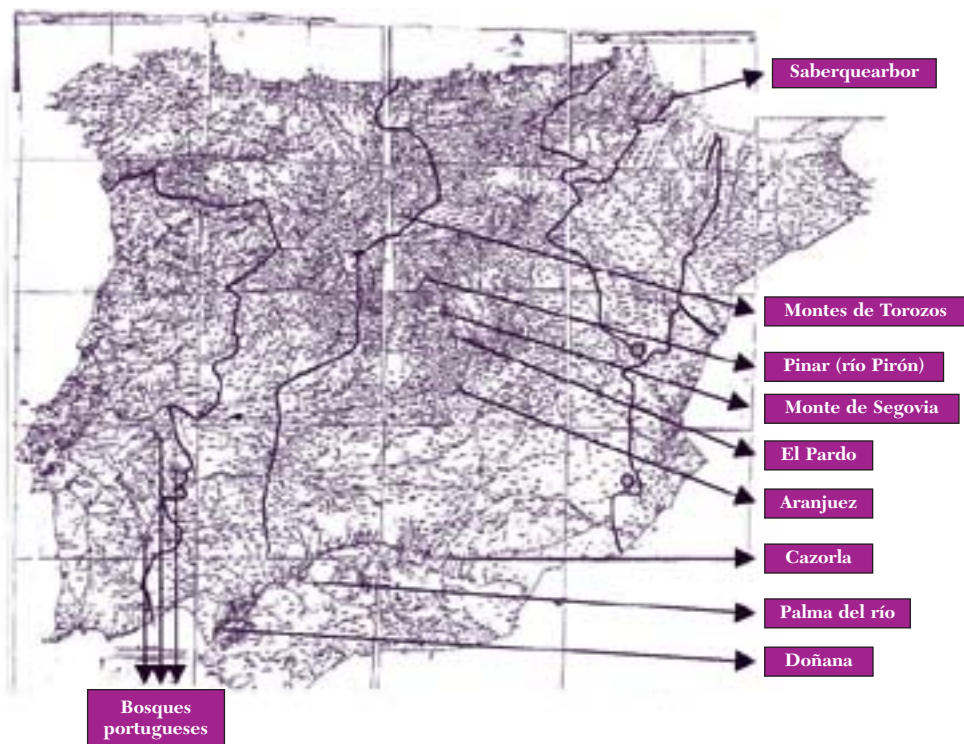 Saberquearbor
Montes de Torozos
Pinar (río Pirón)
Monte de Segovia
El Pardo
Aranjuez
Cazorla
Palma del río
Doñana
Bosques
portugueses